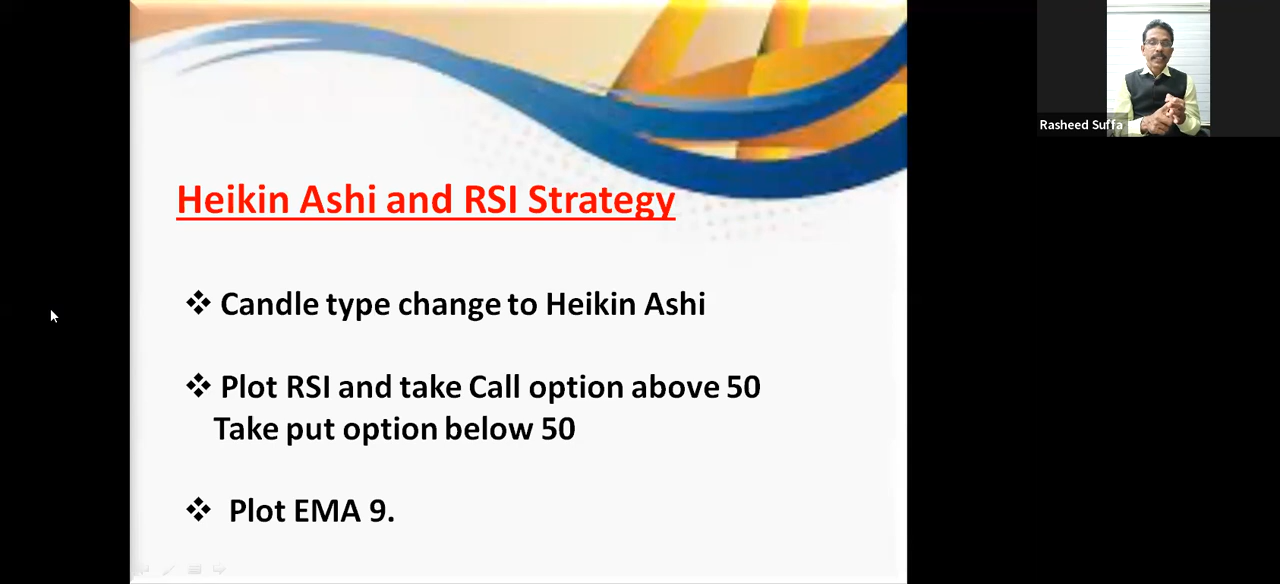 Heikin Ashi and RSI Strategy
❖ Candle type change to Heikin Ashi
❖ Plot RSI and take Call option above 50
Take put option below 50
❖ Plot EMA 9.
Rasheed Suffa